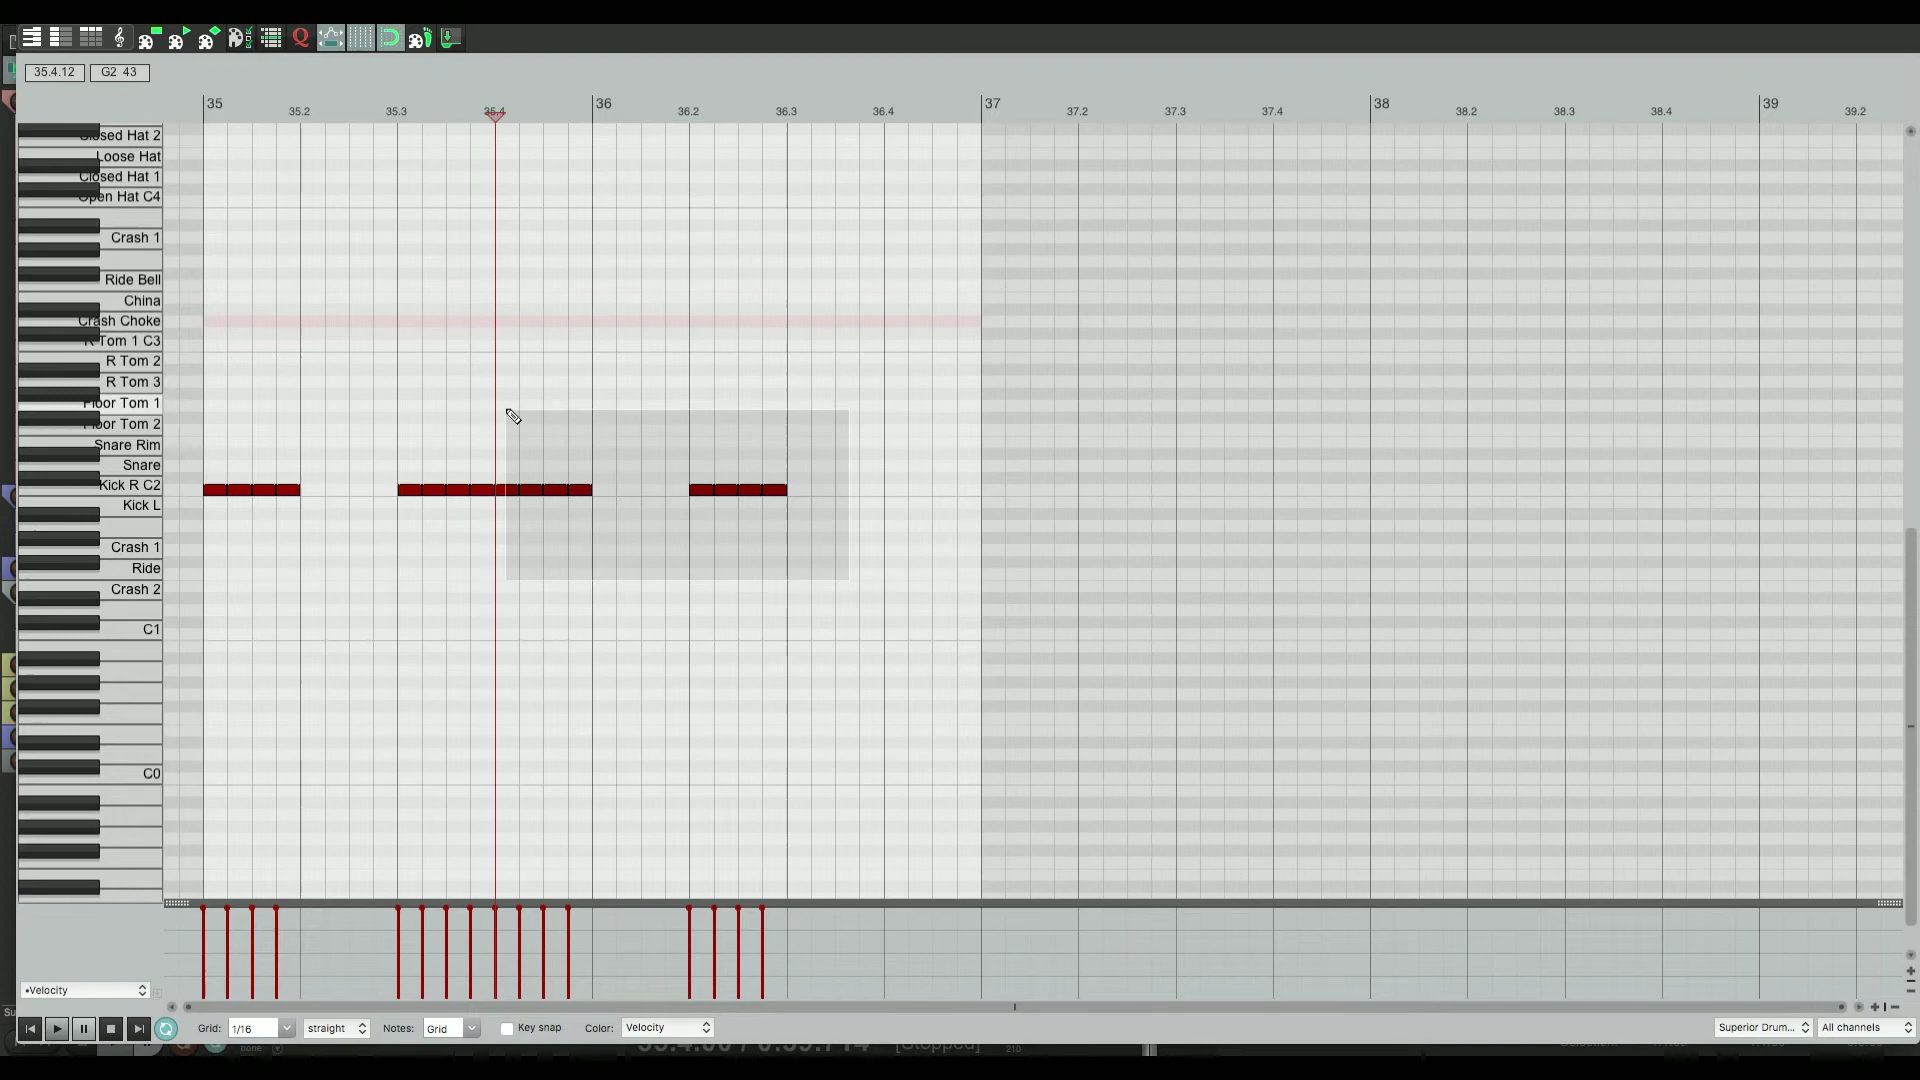 Q
35.4.12 G2 43
35 35.2 35.3 35.4 36 36.2 36.3 36.4 37 37.2 37.3 37.4 38 38.2 38.3 38.4 39 39.2
Closed Hat 2
Loose Hat
Closed Hat 1
Open Hat C4
Crash 1
Ride Bell
China
Crash Choke
R Tom 1 C3
R Tom 2
R Tom 3
Floor Tom 1
Floor Tom 2
Snare Rim
Snare
Kick R C2
Kick L
Crash 1
Ride
Crash 2
C1
C0
•Velocity
Grid: 1/16 straight Notes: Grid Key snap Color: Velocity Superior Drum... All channels
none [Stopped] 210